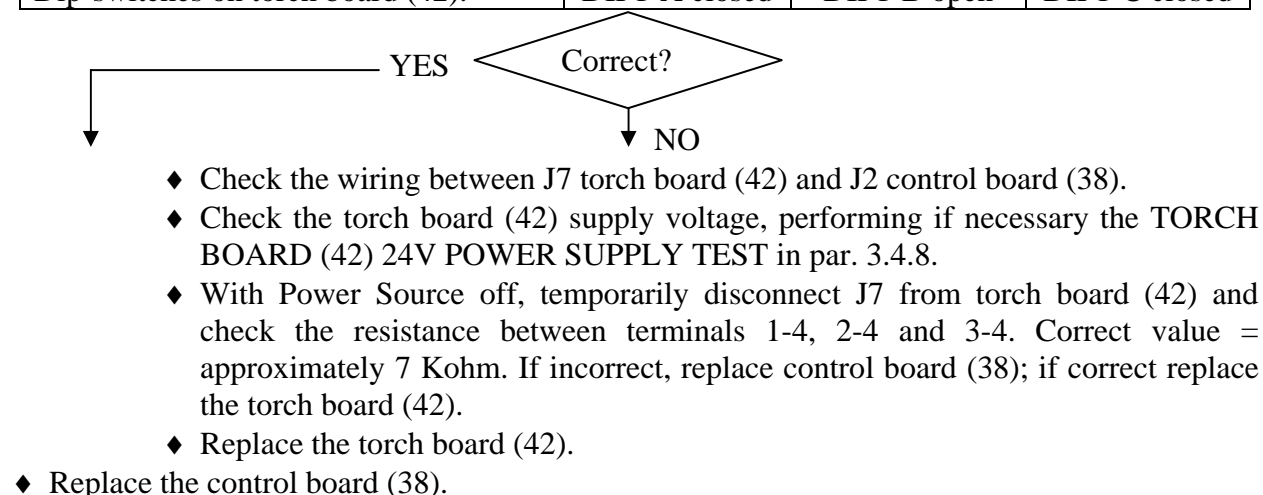 YES Correct?
NO
♦ Check the wiring between J7 torch board (42) and J2 control board (38).
♦ Check the torch board (42) supply voltage, performing if necessary the TORCH
BOARD (42) 24V POWER SUPPLY TEST in par. 3.4.8.
♦ With Power Source off, temporarily disconnect J7 from torch board (42) and
check the resistance between terminals 1-4, 2-4 and 3-4. Correct value =
approximately 7 Kohm. If incorrect, replace control board (38); if correct replace
the torch board (42).
♦ Replace the torch board (42).
♦ Replace the control board (38).